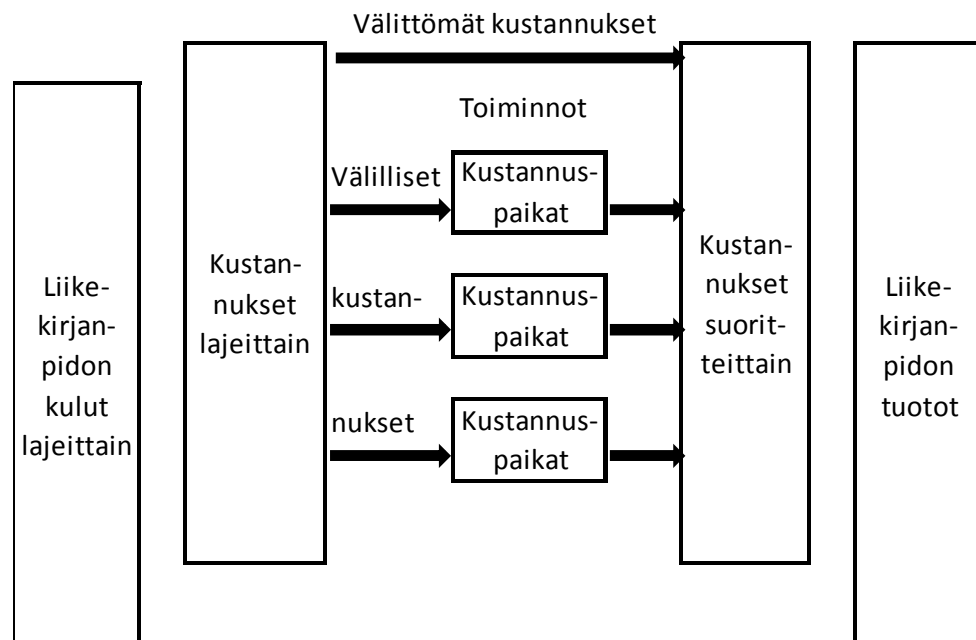 Välittömät kustannukset
Toiminnot
Liike-
kirjan-
pidon
kulut
lajeittain
Kustan-
nukset
lajeittain
Välilliset
kustan-
nukset
Kustannus-
paikat
Kustannus-
paikat
Kustannus-
paikat
Kustan-
nukset
suorit-
teittain
Liike-
kirjan-
pidon
tuotot